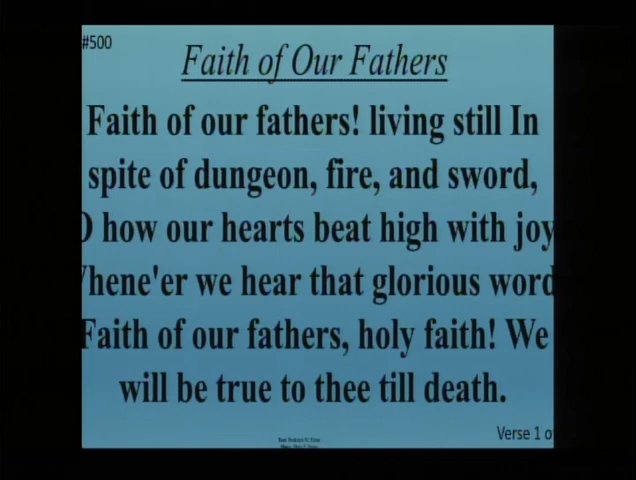 #500
Faith of Our Fathers
Faith of our fathers! living still In
spite of dungeon, fire, and sword,
O how our hearts beat high with joy
Whene'er we hear that glorious word
Faith of our fathers, holy faith! We
will be true to thee till death.
Verse 1 o